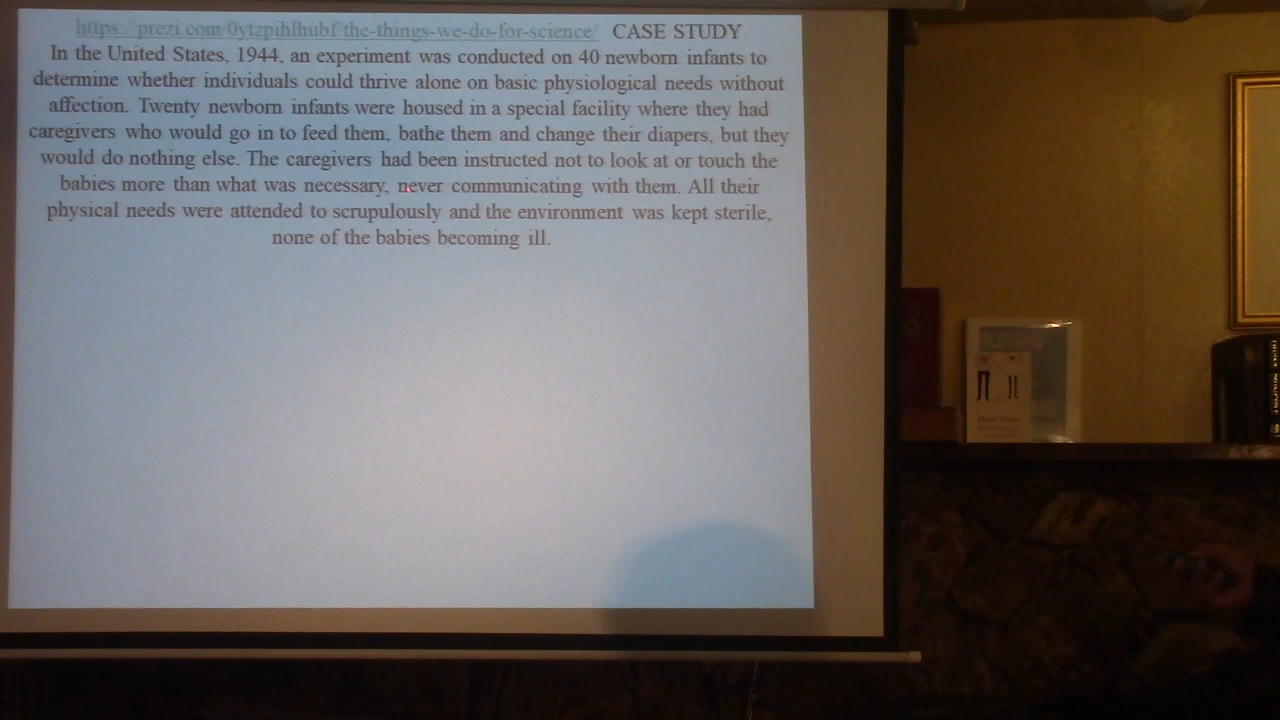 https://prezi.com/0ytzpihlhubf/the-things-we-do-for-science/ CASE STUDY
In the United States, 1944, an experiment was conducted on 40 newborn infants to
determine whether individuals could thrive alone on basic physiological needs without
affection. Twenty newborn infants were housed in a special facility where they had
caregivers who would go in to feed them, bathe them and change their diapers, but they
would do nothing else. The caregivers had been instructed not to look at or touch the
babies more than what was necessary, never communicating with them. All their
physical needs were attended to scrupulously and the environment was kept sterile,
none of the babies becoming ill.